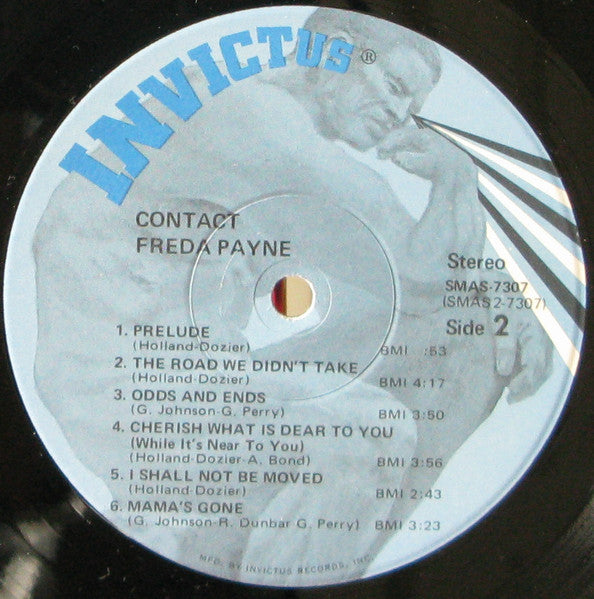 INVICTUS®
CONTACT
FREDA PAYNE
Stereo
SMAS-7307
(SMAS2-7307)
Side 2
1. PRELUDE
(Holland-Dozier) BMI :53
2. THE ROAD WE DIDN'T TAKE
(Holland-Dozier) BMI 4:17
3. ODDS AND ENDS
(G. Johnson-G. Perry) BMI 3:50
4. CHERISH WHAT IS DEAR TO YOU
(While It's Near To You)
(Holland-Dozier-A. Bond) BMI 3:56
5. I SHALL NOT BE MOVED
(Holland-Dozier) BMI 2:43
6. MAMA'S GONE
(G. Johnson-R. Dunbar G. Perry) BMI 3:23
MFD. BY INVICTUS RECORDS, INC.